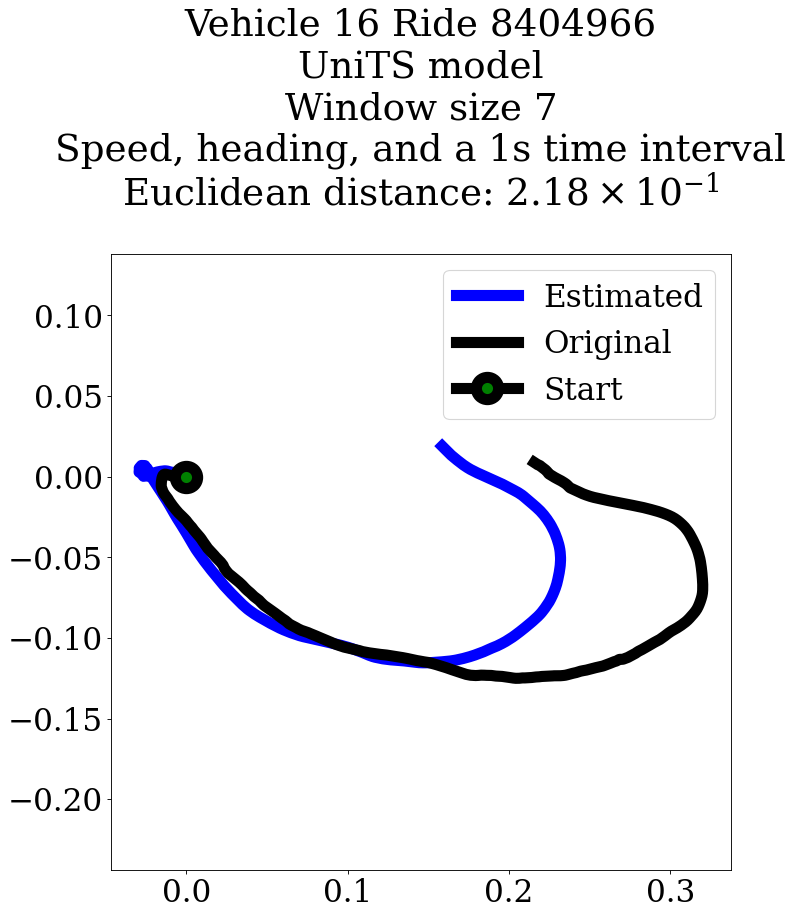 Vehicle 16 Ride 8404966
UniTS model
Window size 7
Speed, heading, and a 1s time interval
Euclidean distance: 2.18 × 10⁻¹
Estimated
Original
Start
0.10
0.05
0.00
−0.05
−0.10
−0.15
−0.20
0.0 0.1 0.2 0.3